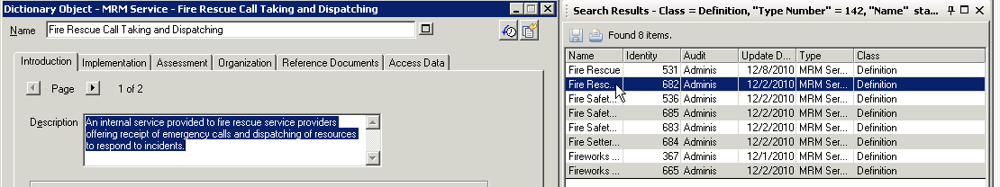 Dictionary Object - MRM Service - Fire Rescue Call Taking and Dispatching
Name Fire Rescue Call Taking and Dispatching
Introduction Implementation Assessment Organization Reference Documents Access Data
Page 1 of 2
Description An internal service provided to fire rescue service providers
offering receipt of emergency calls and dispatching of resources
to respond to incidents.
Search Results - Class = Definition, "Type Number" = 142, "Name" sta...
Found 8 items.
Name Identity Audit Update D... Type Class
Fire Rescue 531 Adminis 12/8/2010 MRM Ser... Definition
Fire Resc... 682 Adminis 12/2/2010 MRM Ser... Definition
Fire Safet... 536 Adminis 12/2/2010 MRM Ser... Definition
Fire Safet... 685 Adminis 12/2/2010 MRM Ser... Definition
Fire Safet... 683 Adminis 12/2/2010 MRM Ser... Definition
Fire Setter... 684 Adminis 12/2/2010 MRM Ser... Definition
Fireworks ... 367 Adminis 12/1/2010 MRM Ser... Definition
Fireworks ... 665 Adminis 12/2/2010 MRM Ser... Definition